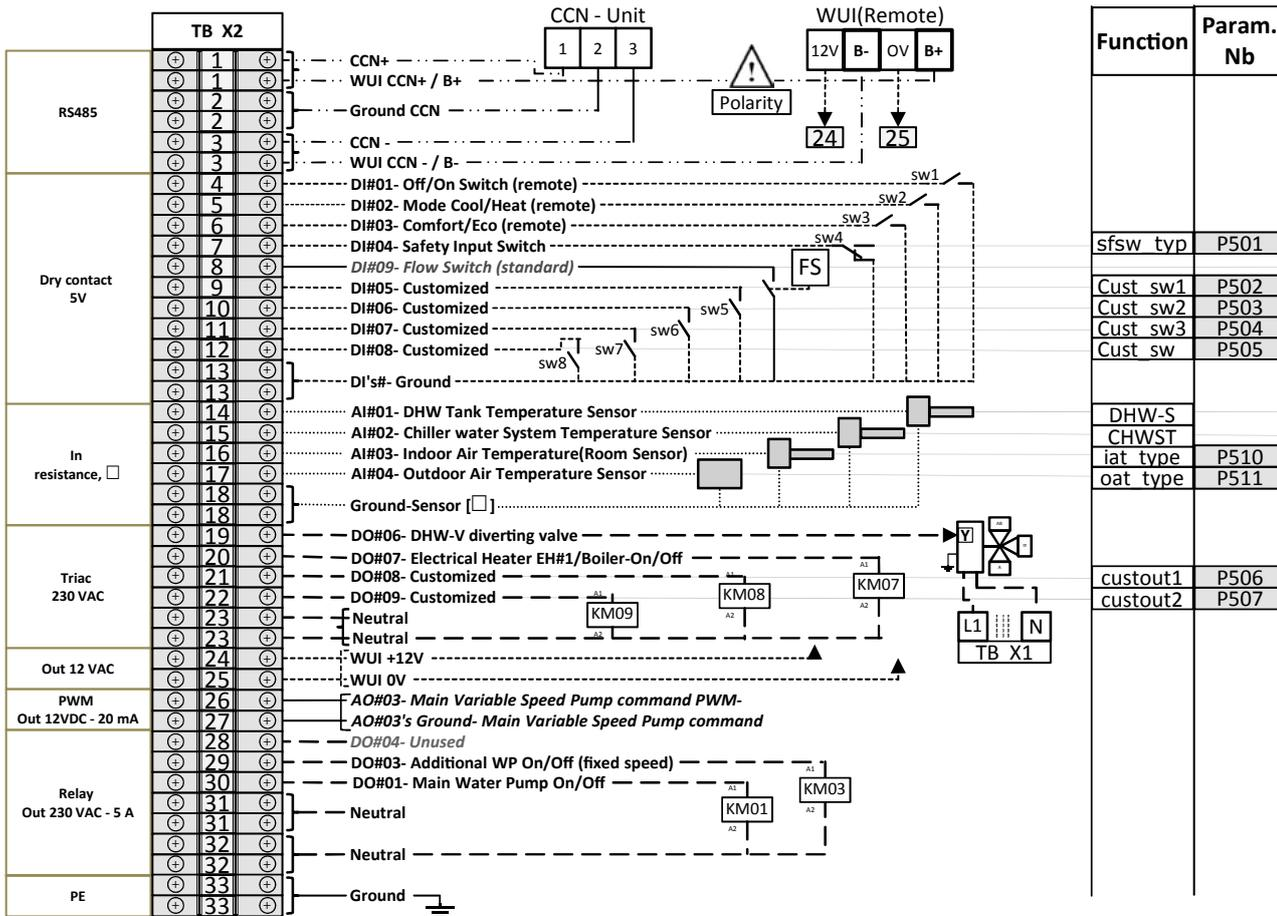 TB X2
CCN - Unit
WUI(Remote)
Function
Param. Nb
1 2 3
12V B- OV B+
Polarity
24 25
RS485
1 CCN+
1 WUI CCN+ / B+
2 Ground CCN
2
3 CCN -
3 WUI CCN - / B-
Dry contact
5V
4 DI#01- Off/On Switch (remote) sw1
5 DI#02- Mode Cool/Heat (remote) sw2
6 DI#03- Comfort/Eco (remote) sw3
7 DI#04- Safety Input Switch sw4 sfsw_typ P501
8 DI#09- Flow Switch (standard) FS
9 DI#05- Customized sw5 Cust_sw1 P502
10 DI#06- Customized sw6 Cust_sw2 P503
11 DI#07- Customized sw7 Cust_sw3 P504
12 DI#08- Customized sw8 Cust_sw P505
13 DI's#- Ground
13
In
resistance, □
14 AI#01- DHW Tank Temperature Sensor DHW-S
15 AI#02- Chiller water System Temperature Sensor CHWST
16 AI#03- Indoor Air Temperature(Room Sensor) iat_type P510
17 AI#04- Outdoor Air Temperature Sensor oat_type P511
18 Ground-Sensor [□]
18
Triac
230 VAC
19 DO#06- DHW-V diverting valve Y
20 DO#07- Electrical Heater EH#1/Boiler-On/Off A1 KM07 A2
21 DO#08- Customized A1 KM08 A2 custout1 P506
22 DO#09- Customized A1 KM09 A2 custout2 P507
23 Neutral
23 Neutral
L1 N
TB X1
Out 12 VAC
24 WUI +12V
25 WUI 0V
PWM
Out 12VDC - 20 mA
26 AO#03- Main Variable Speed Pump command PWM-
27 AO#03's Ground- Main Variable Speed Pump command
Relay
Out 230 VAC - 5 A
28 DO#04- Unused
29 DO#03- Additional WP On/Off (fixed speed) A1 KM03 A2
30 DO#01- Main Water Pump On/Off A1 KM01 A2
31 Neutral
31
32 Neutral
32
PE
33 Ground
33